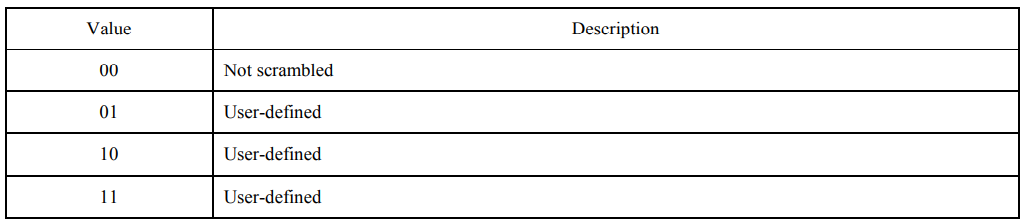 Value Description
00 Not scrambled
01 User-defined
10 User-defined
11 User-defined